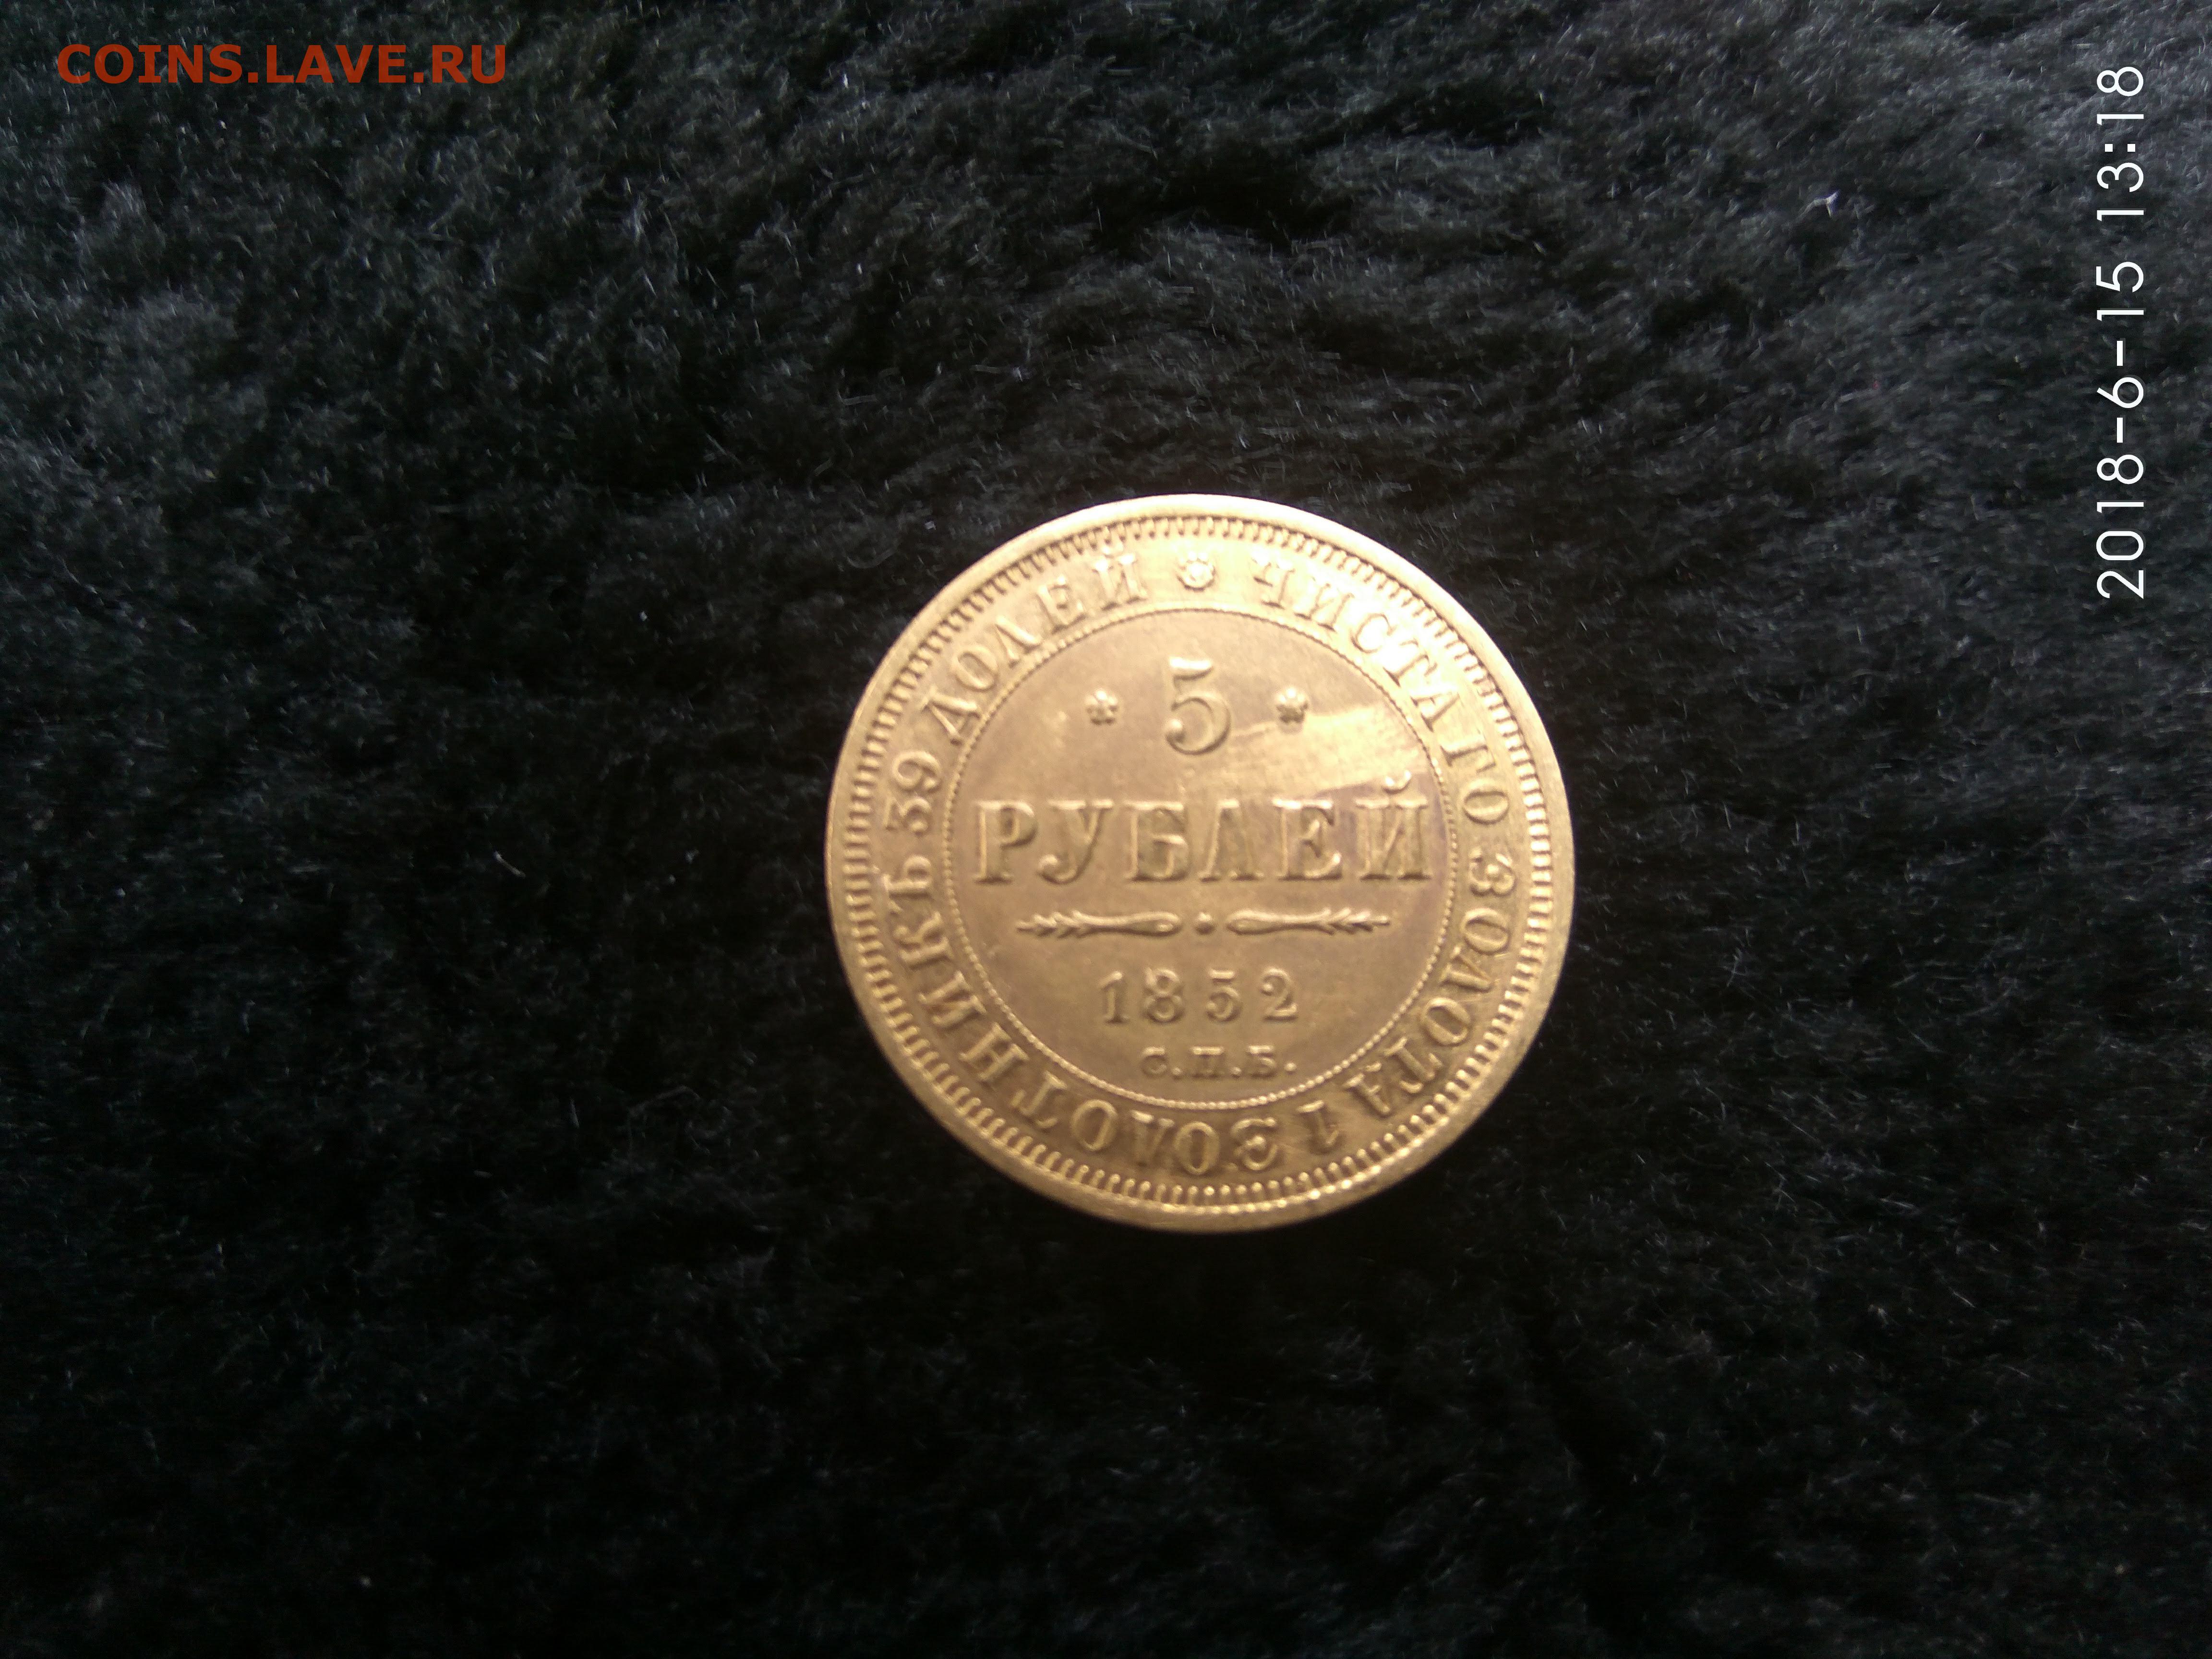 COINS.LAVE.RU
2018-6-15 13:18
ЧИСТАГО ЗОЛОТА 1 ЗОЛОТНИКЪ 39 ДОЛЕЙ
5
РУБЛЕЙ
1852
С.П.Б.